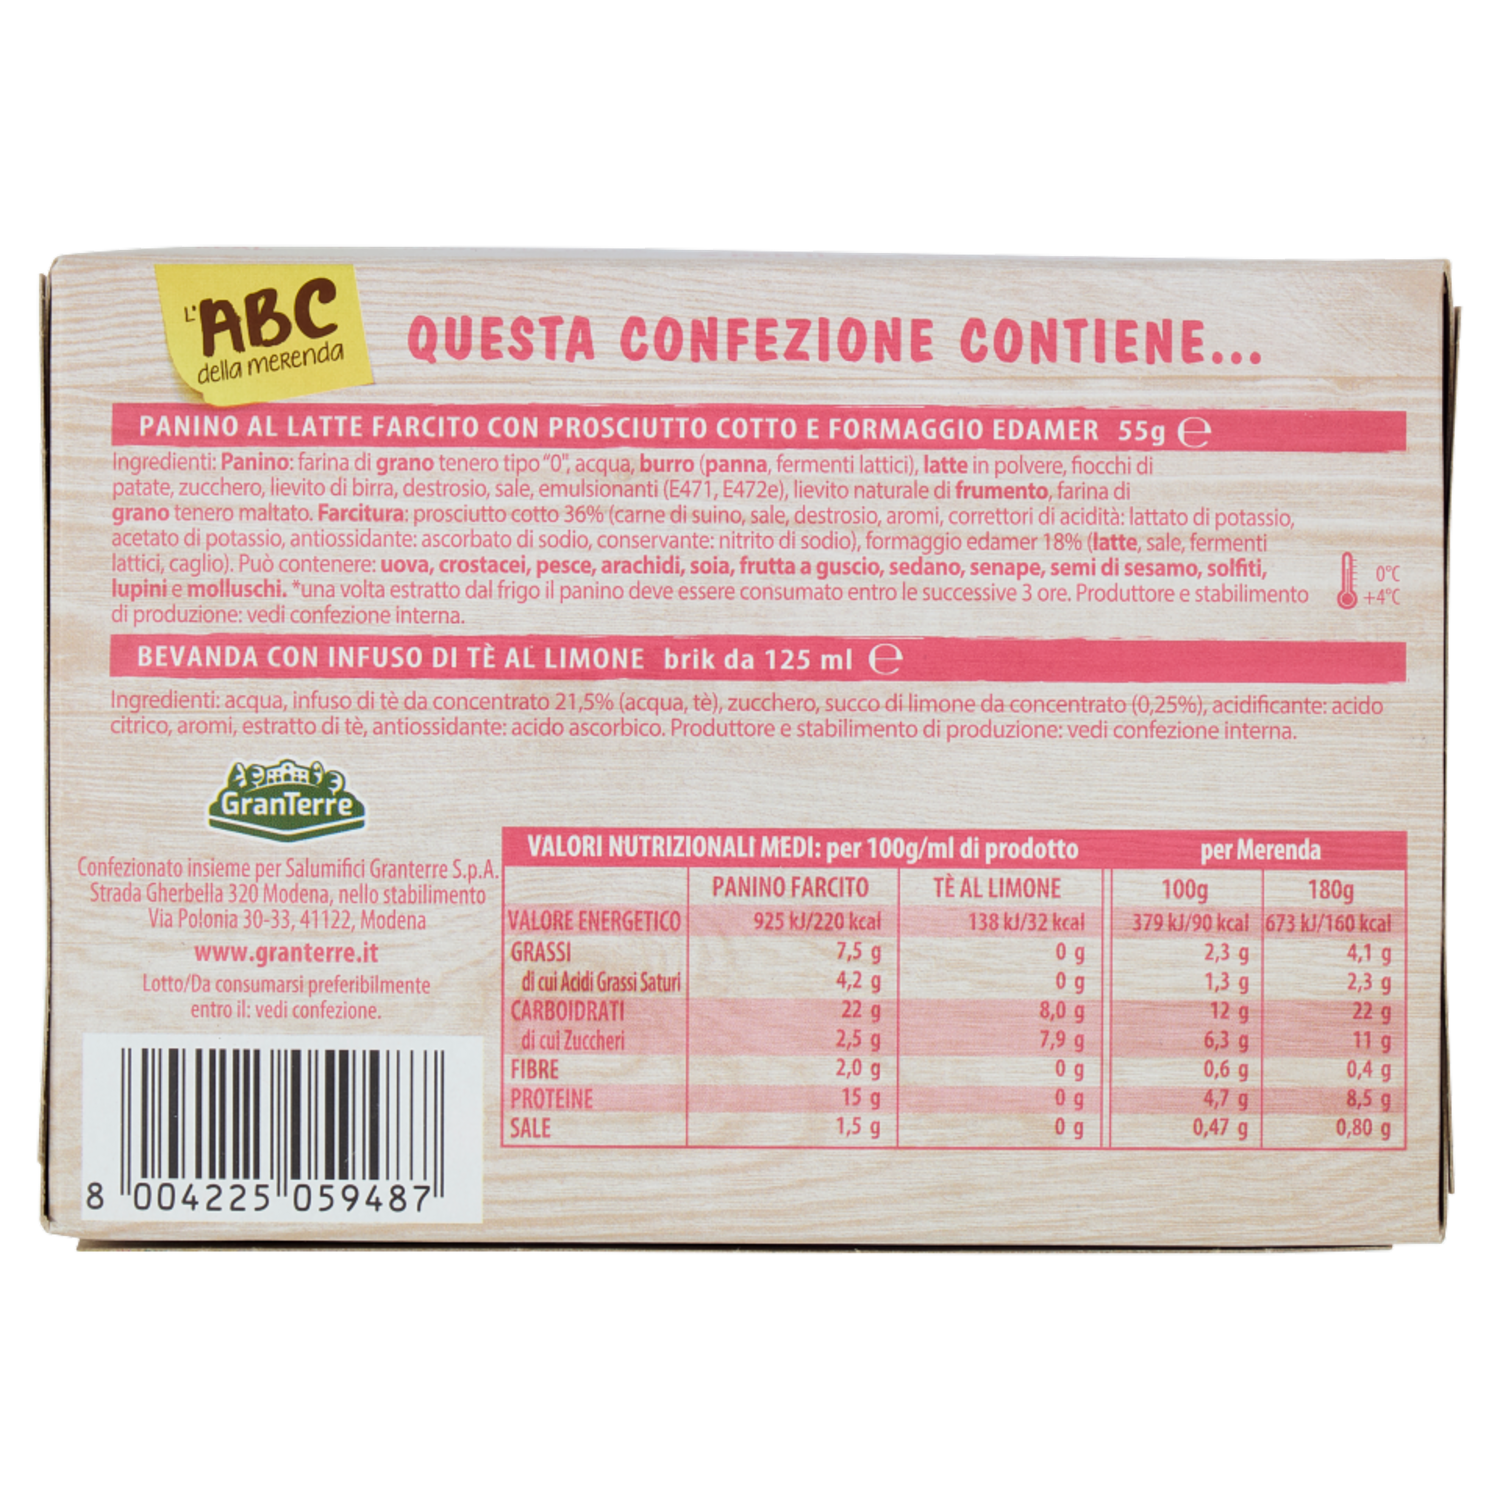 L'ABC
della merenda
QUESTA CONFEZIONE CONTIENE...
PANINO AL LATTE FARCITO CON PROSCIUTTO COTTO E FORMAGGIO EDAMER 55g ℮
Ingredienti: Panino: farina di grano tenero tipo "0", acqua, burro (panna, fermenti lattici), latte in polvere, fiocchi di
patate, zucchero, lievito di birra, destrosio, sale, emulsionanti (E471, E472e), lievito naturale di frumento, farina di
grano tenero maltato. Farcitura: prosciutto cotto 36% (carne di suino, sale, destrosio, aromi, correttori di acidità: lattato di potassio,
acetato di potassio, antiossidante: ascorbato di sodio, conservante: nitrito di sodio), formaggio edamer 18% (latte, sale, fermenti
lattici, caglio). Può contenere: uova, crostacei, pesce, arachidi, soia, frutta a guscio, sedano, senape, semi di sesamo, solfiti,
lupini e molluschi. *una volta estratto dal frigo il panino deve essere consumato entro le successive 3 ore. Produttore e stabilimento
di produzione: vedi confezione interna.
0°C
+4°C
BEVANDA CON INFUSO DI TÈ AL LIMONE brik da 125 ml ℮
Ingredienti: acqua, infuso di tè da concentrato 21,5% (acqua, tè), zucchero, succo di limone da concentrato (0,25%), acidificante: acido
citrico, aromi, estratto di tè, antiossidante: acido ascorbico. Produttore e stabilimento di produzione: vedi confezione interna.
GranTerre
Confezionato insieme per Salumifici Granterre S.p.A.
Strada Gherbella 320 Modena, nello stabilimento
Via Polonia 30-33, 41122, Modena
www.granterre.it
Lotto/Da consumarsi preferibilmente
entro il: vedi confezione.
8 004225 059487
VALORI NUTRIZIONALI MEDI: per 100g/ml di prodotto per Merenda
PANINO FARCITO TÈ AL LIMONE 100g 180g
VALORE ENERGETICO 925 kJ/220 kcal 138 kJ/32 kcal 379 kJ/90 kcal 673 kJ/160 kcal
GRASSI 7,5 g 0 g 2,3 g 4,1 g
di cui Acidi Grassi Saturi 4,2 g 0 g 1,3 g 2,3 g
CARBOIDRATI 22 g 8,0 g 12 g 22 g
di cui Zuccheri 2,5 g 7,9 g 6,3 g 11 g
FIBRE 2,0 g 0 g 0,6 g 0,4 g
PROTEINE 15 g 0 g 4,7 g 8,5 g
SALE 1,5 g 0 g 0,47 g 0,80 g